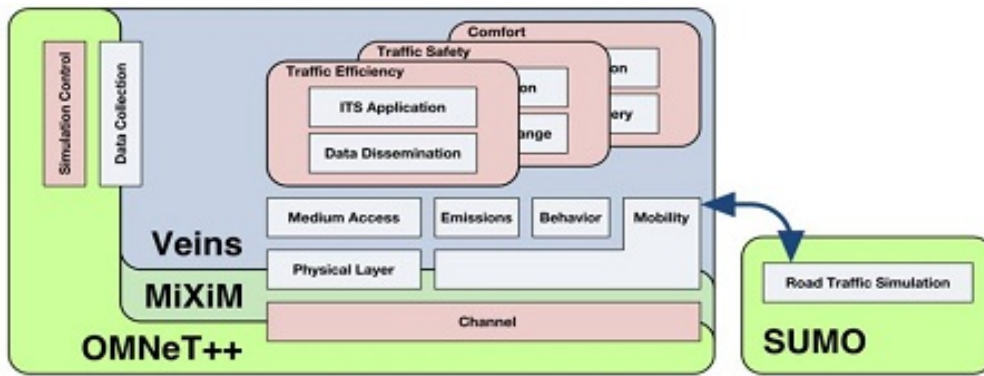 Comfort
Traffic Safety
Traffic Efficiency
Simulation Control
Data Collection
ITS Application
on
on
Data Dissemination
ange
ery
Medium Access
Emissions
Behavior
Mobility
Veins
Physical Layer
MiXiM
Channel
OMNeT++
Road Traffic Simulation
SUMO